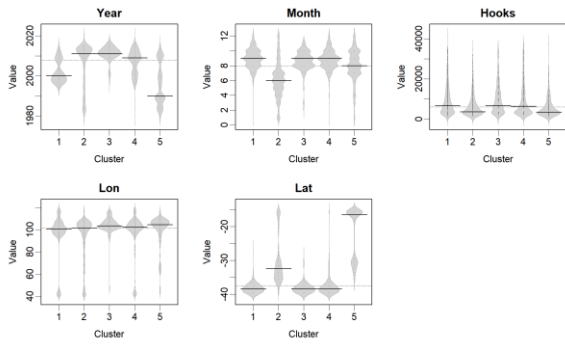 Year
Value
2020
2000
1980
1 2 3 4 5
Cluster
Month
Value
12
10
8
6
4
2
0
1 2 3 4 5
Cluster
Hooks
Value
40000
20000
0
1 2 3 4 5
Cluster
Lon
Value
100
80
60
40
1 2 3 4 5
Cluster
Lat
Value
-20
-30
-40
1 2 3 4 5
Cluster